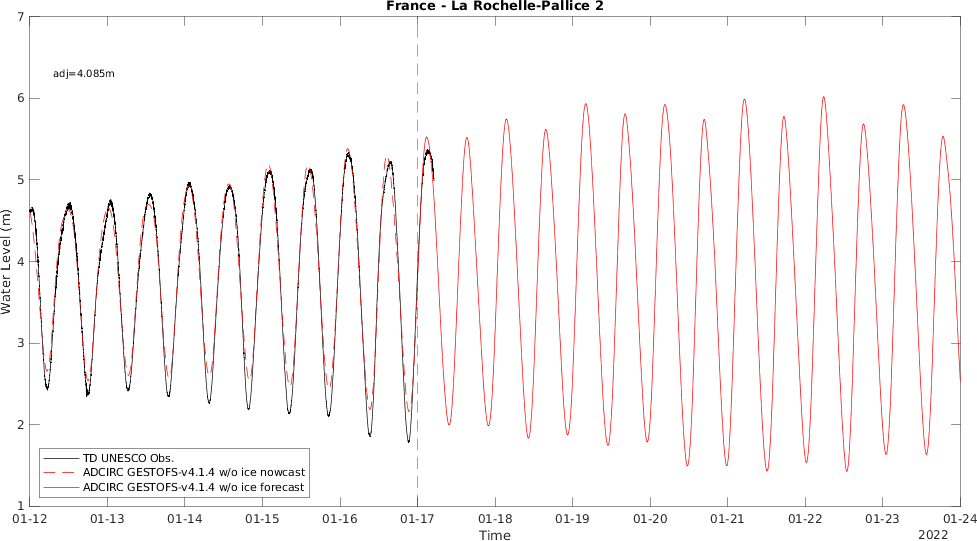 France - La Rochelle-Pallice 2
7
adj=4.085m
6
5
Water Level (m)
4
3
2
TD UNESCO Obs.
ADCIRC GESTOFS-v4.1.4 w/o ice nowcast
ADCIRC GESTOFS-v4.1.4 w/o ice forecast
1
01-12 01-13 01-14 01-15 01-16 01-17 01-18 01-19 01-20 01-21 01-22 01-23 01-24
Time
2022